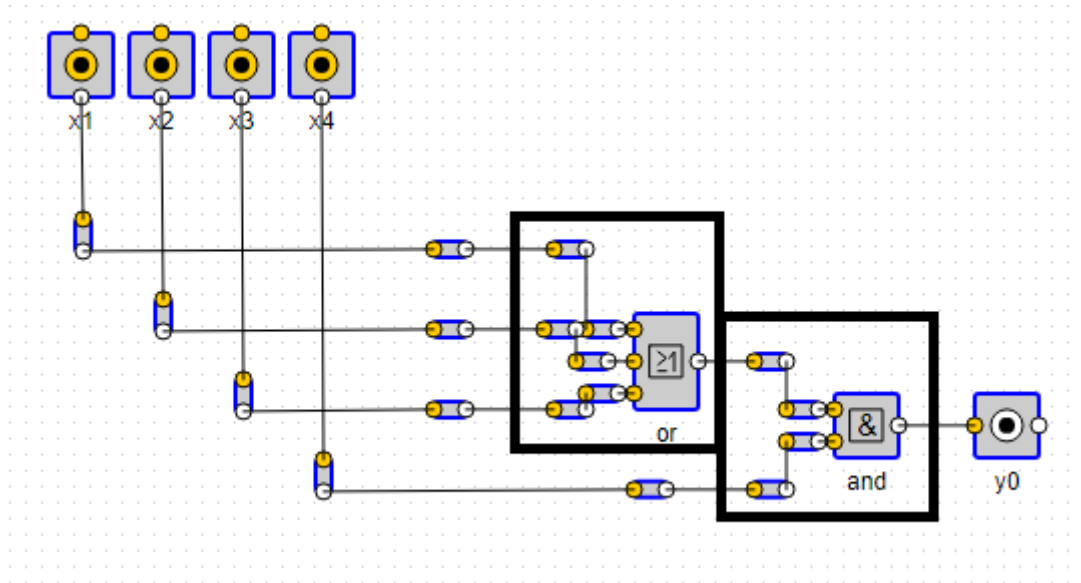 x1 x2 x3 x4
≥1
or
&
and
y0